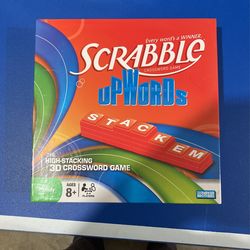 Every word's a WINNER.
SCRABBLE
CROSSWORD GAME
UPWORDS
STACKEM
THE
HIGH-STACKING
3D CROSSWORD GAME
AGES
8+